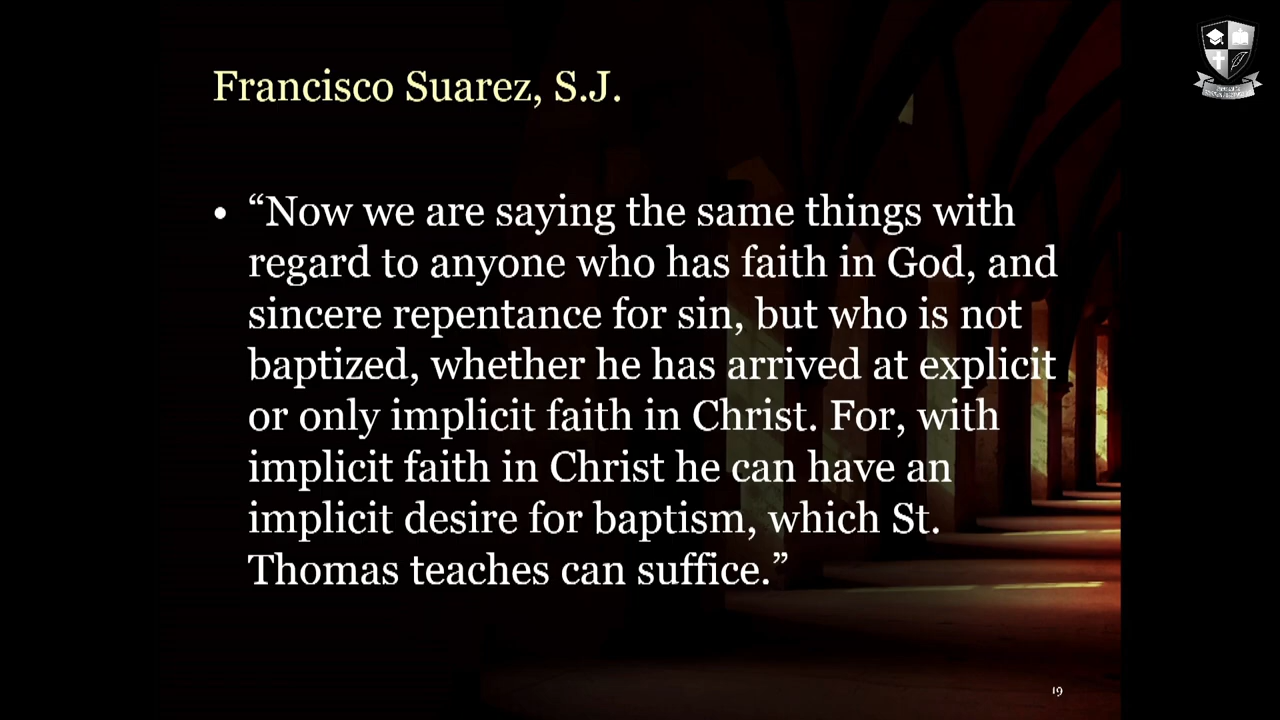 Francisco Suarez, S.J.
• “Now we are saying the same things with
regard to anyone who has faith in God, and
sincere repentance for sin, but who is not
baptized, whether he has arrived at explicit
or only implicit faith in Christ. For, with
implicit faith in Christ he can have an
implicit desire for baptism, which St.
Thomas teaches can suffice.”
19